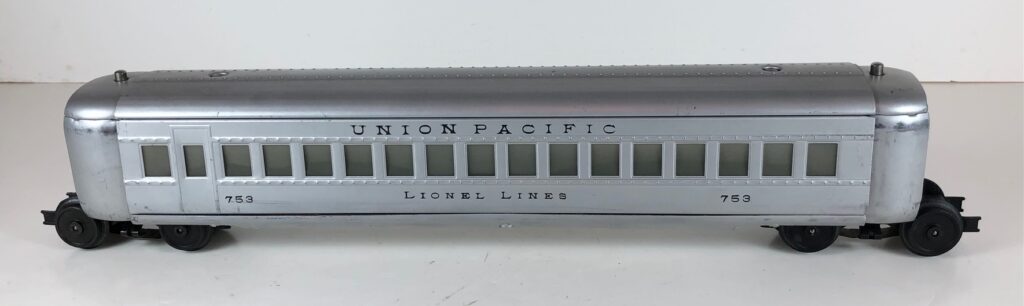 UNION PACIFIC
753 LIONEL LINES 753